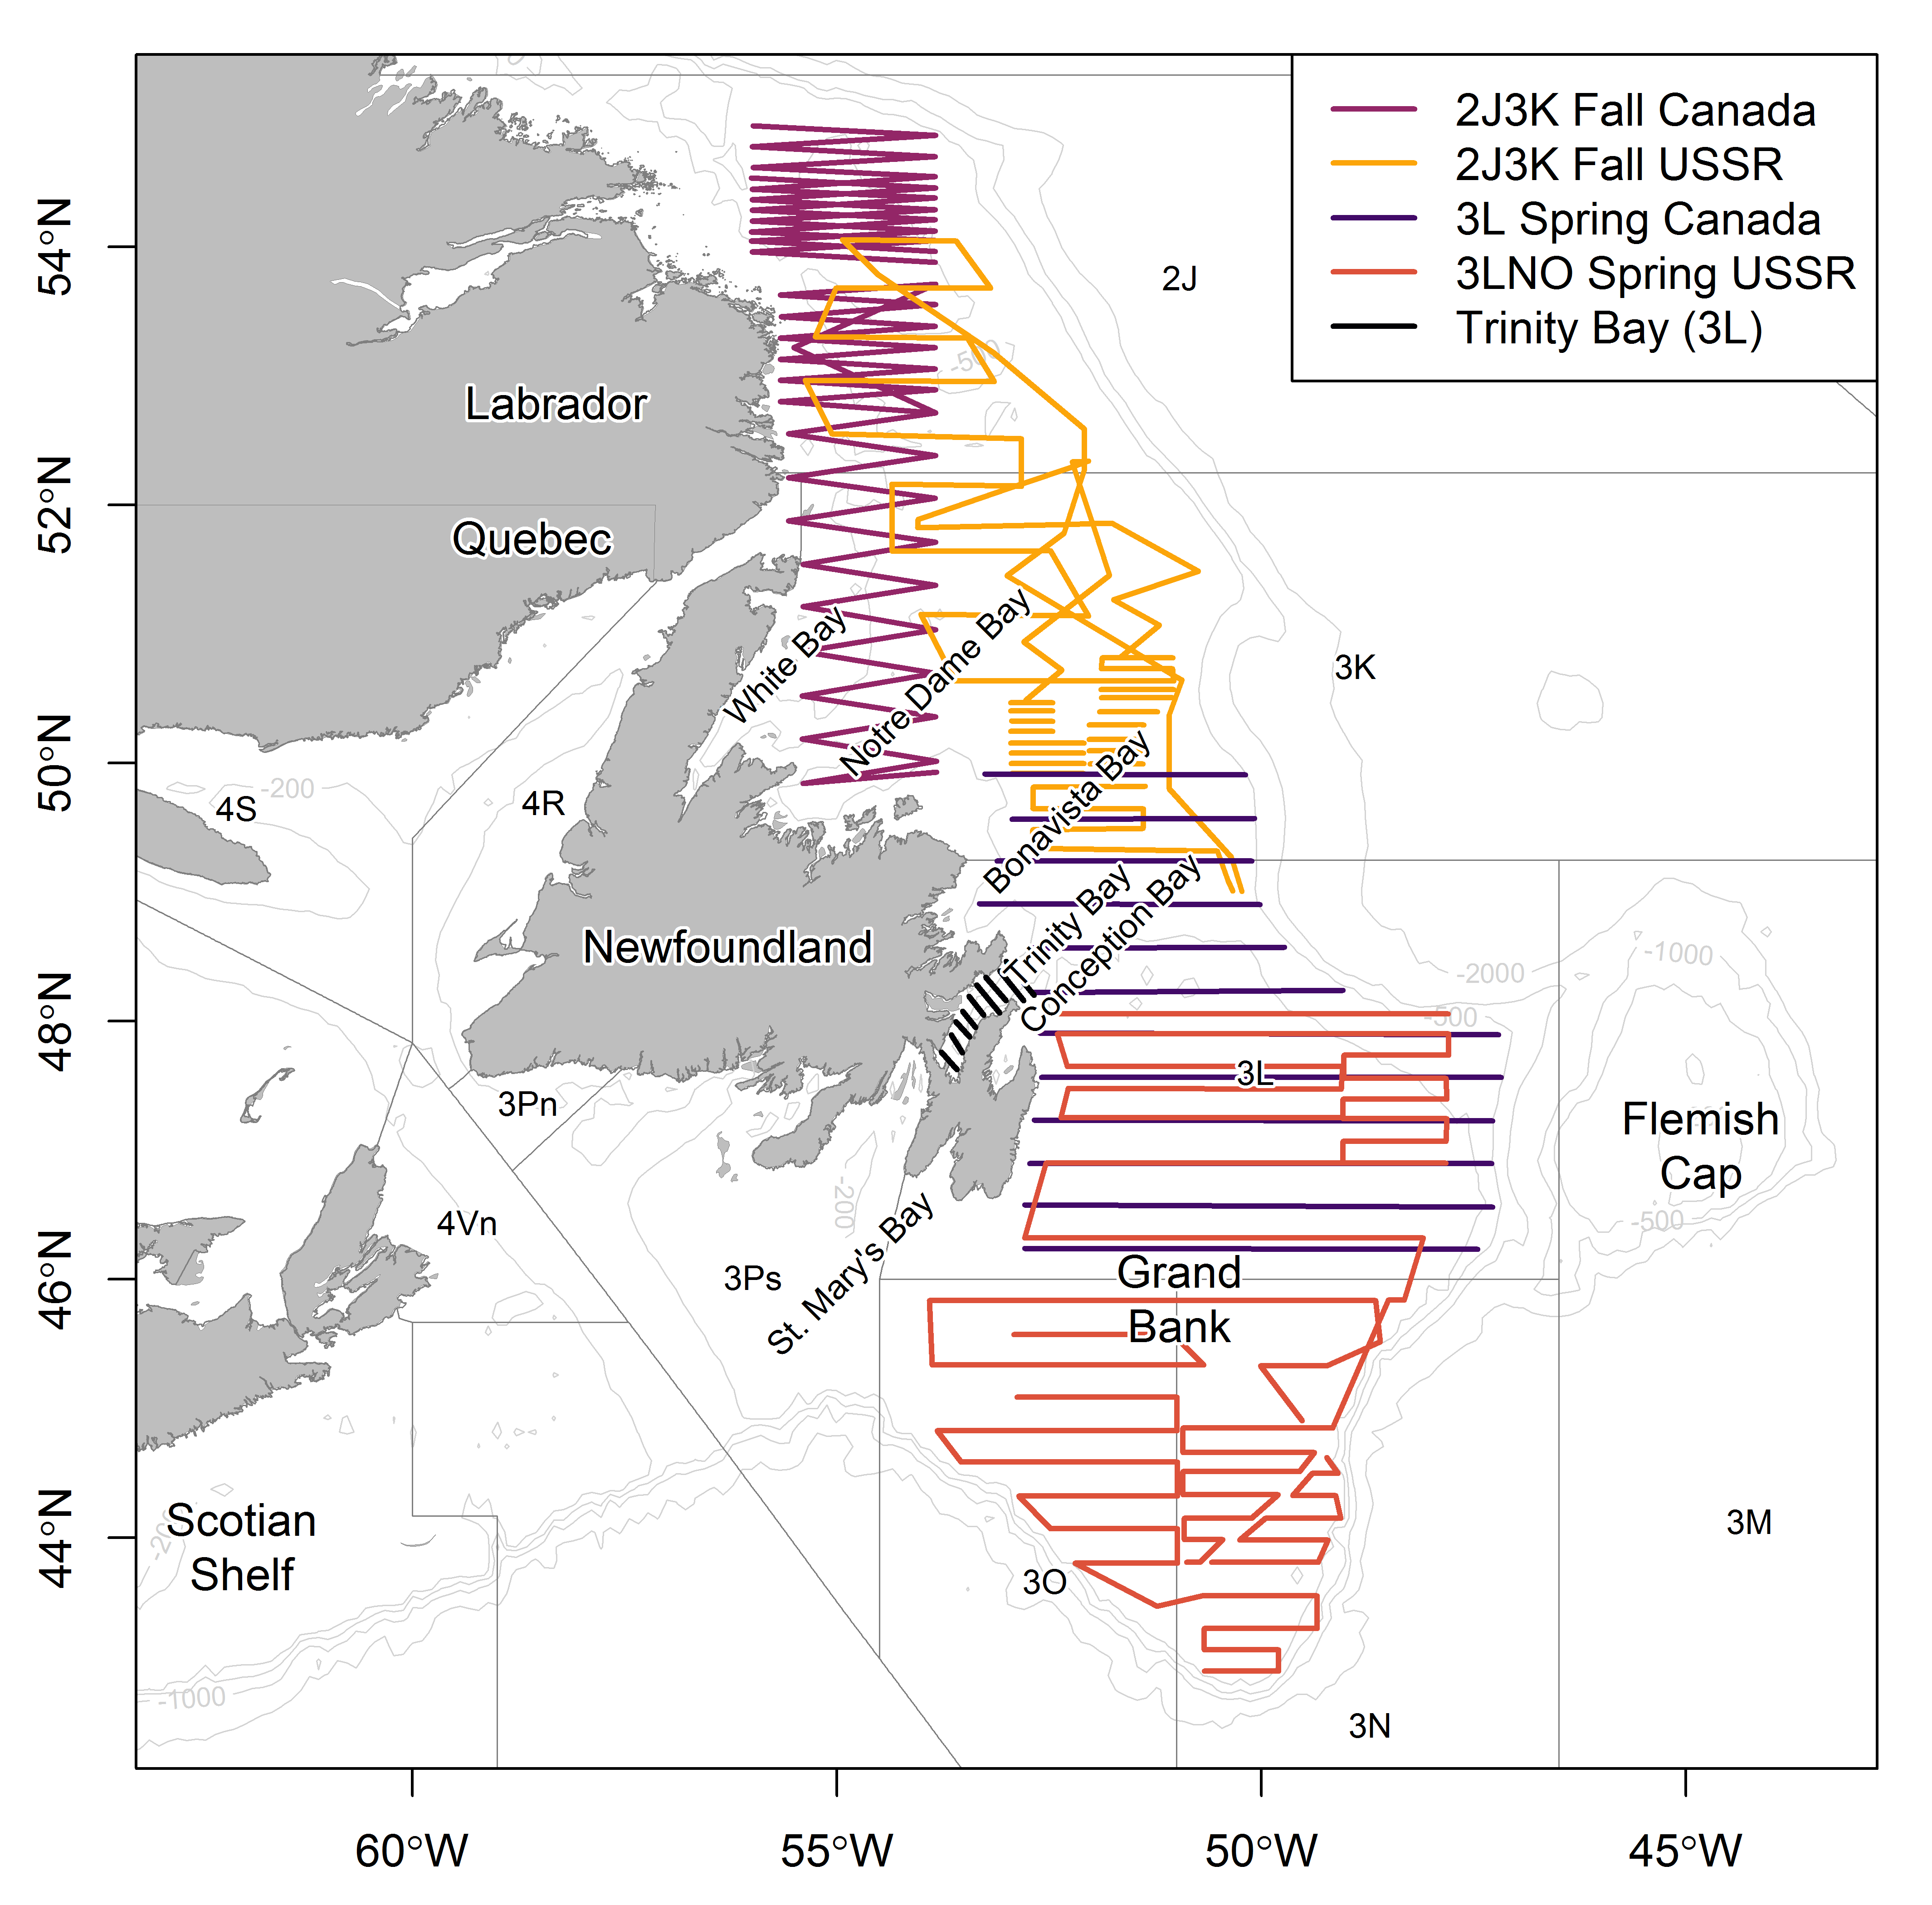 2J3K Fall Canada
2J3K Fall USSR
3L Spring Canada
3LNO Spring USSR
Trinity Bay (3L)
54°N
52°N
50°N
48°N
46°N
44°N
60°W
55°W
50°W
45°W
2J
-500
Labrador
Quebec
White Bay
Notre Dame Bay
3K
-200
4S
4R
Bonavista Bay
Trinity Bay
Conception Bay
Newfoundland
-1000
-2000
-500
3L
3Pn
Flemish
Cap
-200
-500
4Vn
3Ps
St. Mary's Bay
Grand
Bank
Scotian
Shelf
-200
3M
3O
-1000
3N